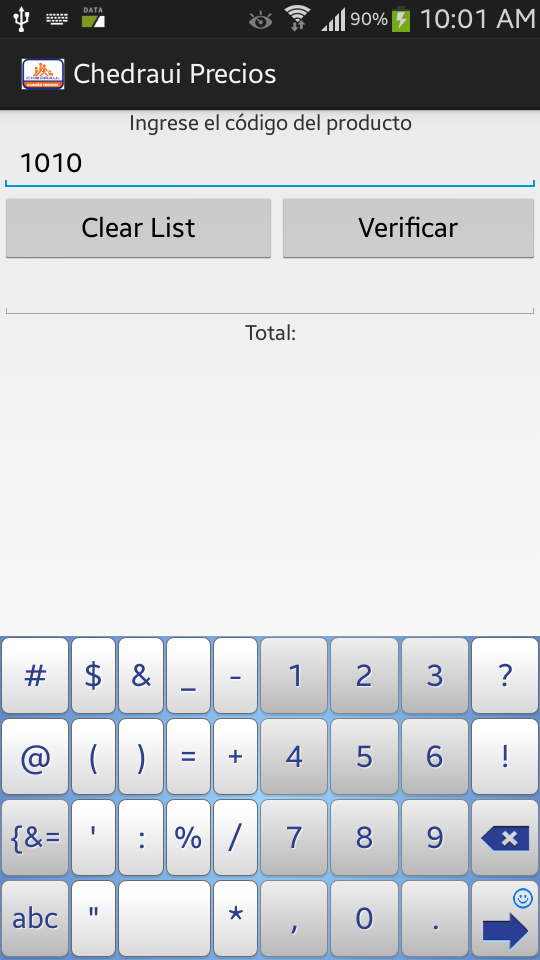 DATA 90% 10:01 AM
CHEDRAUI Chedraui Precios
Ingrese el código del producto
1010
Clear List Verificar
Total:
# $ & _ - 1 2 3 ?
@ ( ) = + 4 5 6 !
{&= ' : % / 7 8 9
abc " * , 0 .